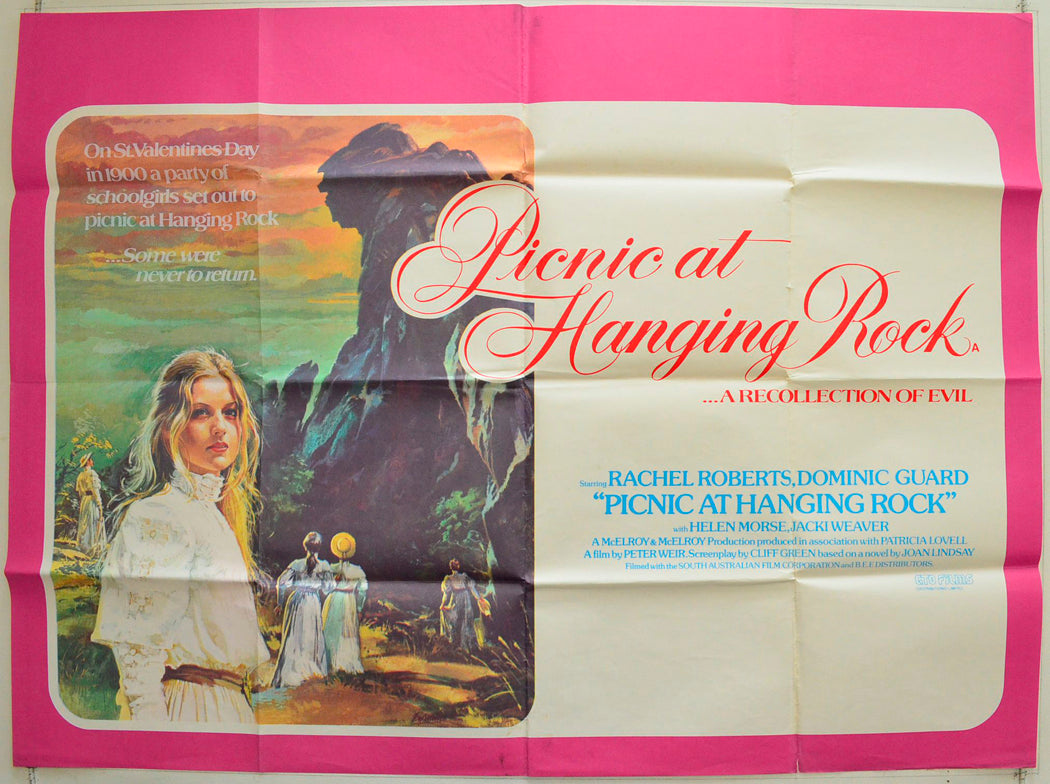 On St.Valentines Day
in 1900 a party of
schoolgirls set out to
picnic at Hanging Rock
...Some were
never to return.
Picnic at
Hanging Rock A
...A RECOLLECTION OF EVIL
Starring RACHEL ROBERTS, DOMINIC GUARD
“PICNIC AT HANGING ROCK”
with HELEN MORSE, JACKI WEAVER
A McELROY & McELROY Production produced in association with PATRICIA LOVELL
A film by PETER WEIR. Screenplay by CLIFF GREEN based on a novel by JOAN LINDSAY
Filmed with the SOUTH AUSTRALIAN FILM CORPORATION and B.E.F. DISTRIBUTORS.
GTO FILMS